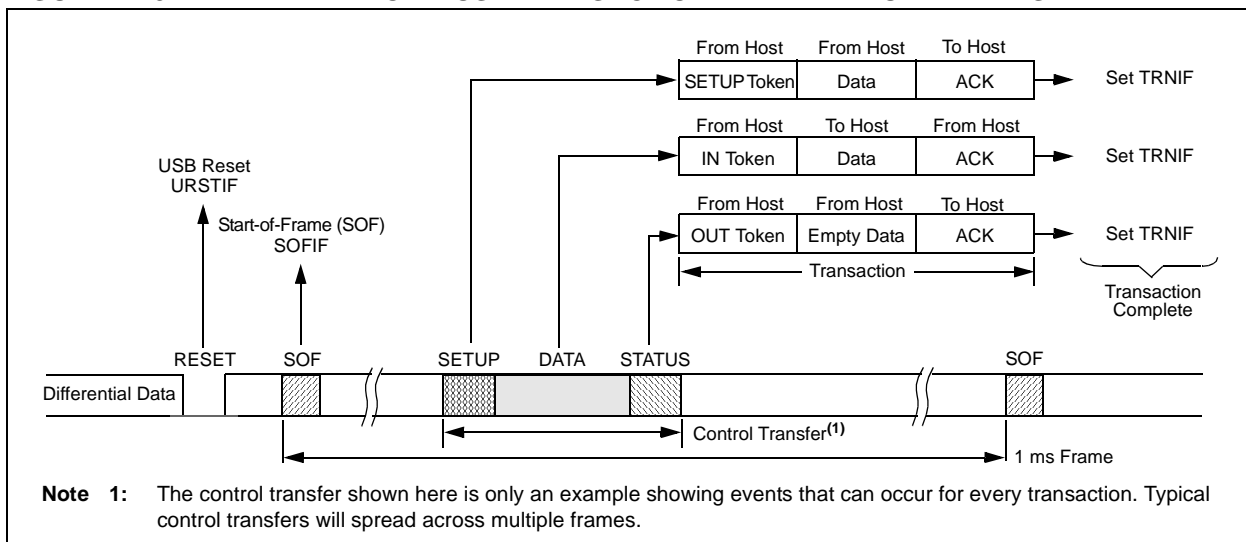 From Host From Host To Host
SETUP Token Data ACK Set TRNIF
From Host To Host From Host
IN Token Data ACK Set TRNIF
USB Reset
URSTIF
From Host From Host To Host
Start-of-Frame (SOF)
SOFIF
OUT Token Empty Data ACK Set TRNIF
Transaction
Transaction
Complete
RESET SOF SETUP DATA STATUS SOF
Differential Data
Control Transfer(1)
1 ms Frame
Note 1: The control transfer shown here is only an example showing events that can occur for every transaction. Typical
control transfers will spread across multiple frames.